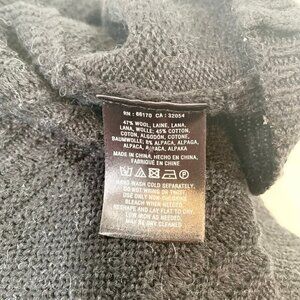 RN : 66170 CA : 32054
47% WOOL, LAINE, LANA,
LANA, WOLLE; 45% COTTON,
COTON, ALGODÓN, COTONE,
BAUMWOLLE; 8% ALPACA, ALPAGA,
ALPACA, ALPACA, ALPAKA
MADE IN CHINA, HECHO EN CHINA,
FABRIQUÉ EN CHINE
HAND WASH COLD SEPARATELY.
DO NOT WRING OR TWIST.
USE ONLY NON-CHLORINE
BLEACH WHEN NEEDED.
RESHAPE AND LAY FLAT TO DRY.
LOW IRON AS NEEDED.
MAY BE DRY CLEANED